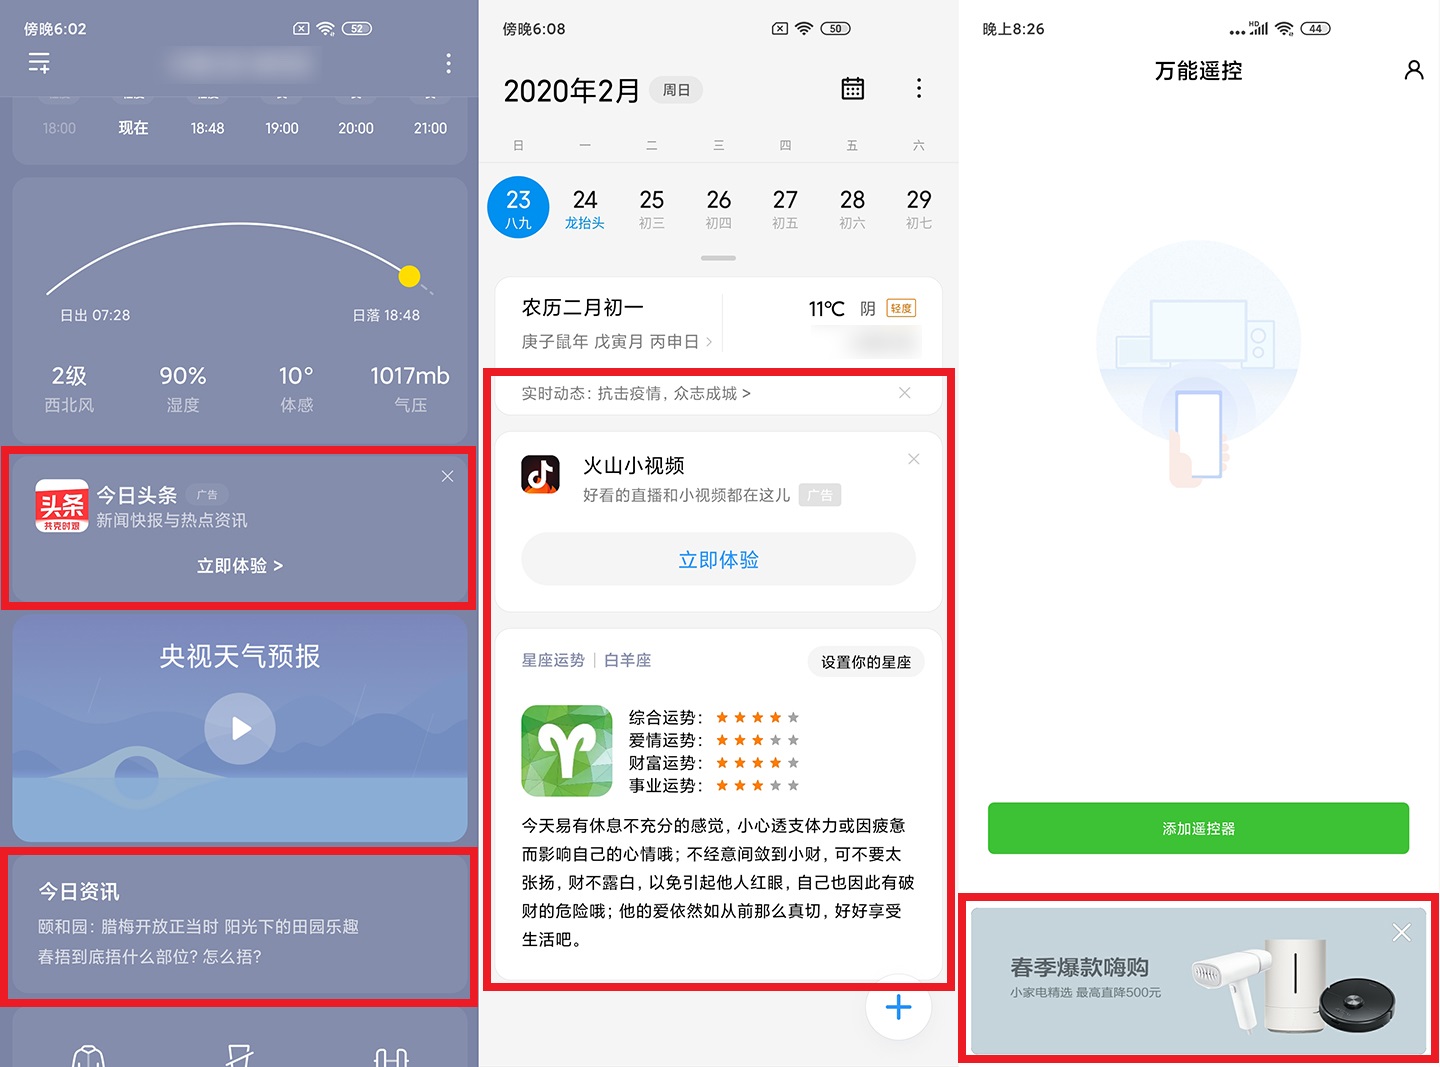 傍晚6:02
52
18:00
现在
18:48
19:00
20:00
21:00
日出 07:28
日落 18:48
2级
90%
10°
1017mb
西北风
湿度
体感
气压
头条
共克时艰
今日头条
广告
新闻快报与热点资讯
立即体验 >
央视天气预报
今日资讯
颐和园: 腊梅开放正当时 阳光下的田园乐趣
春捂到底捂什么部位? 怎么捂?
傍晚6:08
50
2020年2月
周日
日 一 二 三 四 五 六
23 24 25 26 27 28 29
八九 龙抬头 初三 初四 初五 初六 初七
农历二月初一
11℃ 阴 轻度
庚子鼠年 戊寅月 丙申日 >
实时动态: 抗击疫情, 众志成城 >
火山小视频
好看的直播和小视频都在这儿
广告
立即体验
星座运势 | 白羊座
设置你的星座
综合运势: ★★★★★
爱情运势: ★★★★★
财富运势: ★★★★★
事业运势: ★★★★★
今天易有休息不充分的感觉, 小心透支体力或因疲惫
而影响自己的心情哦; 不经意间敛到小财, 可不要太
张扬, 财不露白, 以免引起他人红眼, 自己也因此有破
财的危险哦; 他的爱依然如从前那么真切, 好好享受
生活吧。
晚上8:26
HD
44
万能遥控
添加遥控器
春季爆款嗨购
小家电精选 最高直降500元